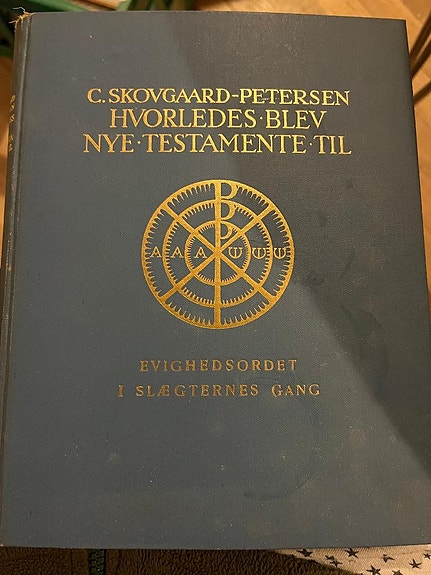 C. SKOVGAARD-PETERSEN
HVORLEDES·BLEV
NYE·TESTAMENTE·TIL
A A A ω ω ω
EVIGHEDSORDET
I SLÆGTERNES GANG